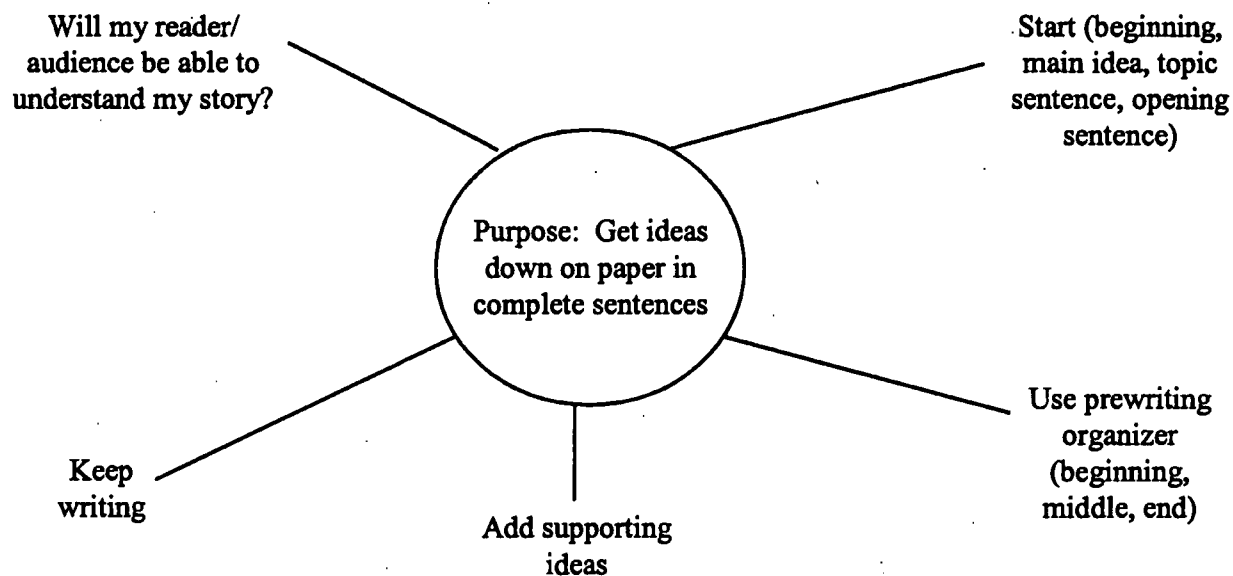 Will my reader/
audience be able to
understand my story?
Start (beginning,
main idea, topic
sentence, opening
sentence)
Purpose: Get ideas
down on paper in
complete sentences
Use prewriting
organizer
(beginning,
middle, end)
Add supporting
ideas
Keep
writing